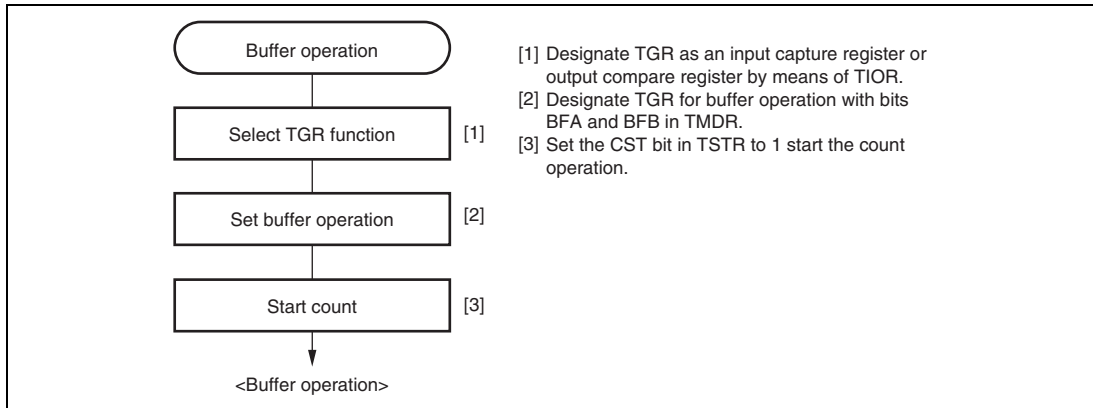 Buffer operation
Select TGR function
[1]
Set buffer operation
[2]
Start count
[3]
<Buffer operation>
[1] Designate TGR as an input capture register or
output compare register by means of TIOR.
[2] Designate TGR for buffer operation with bits
BFA and BFB in TMDR.
[3] Set the CST bit in TSTR to 1 start the count
operation.